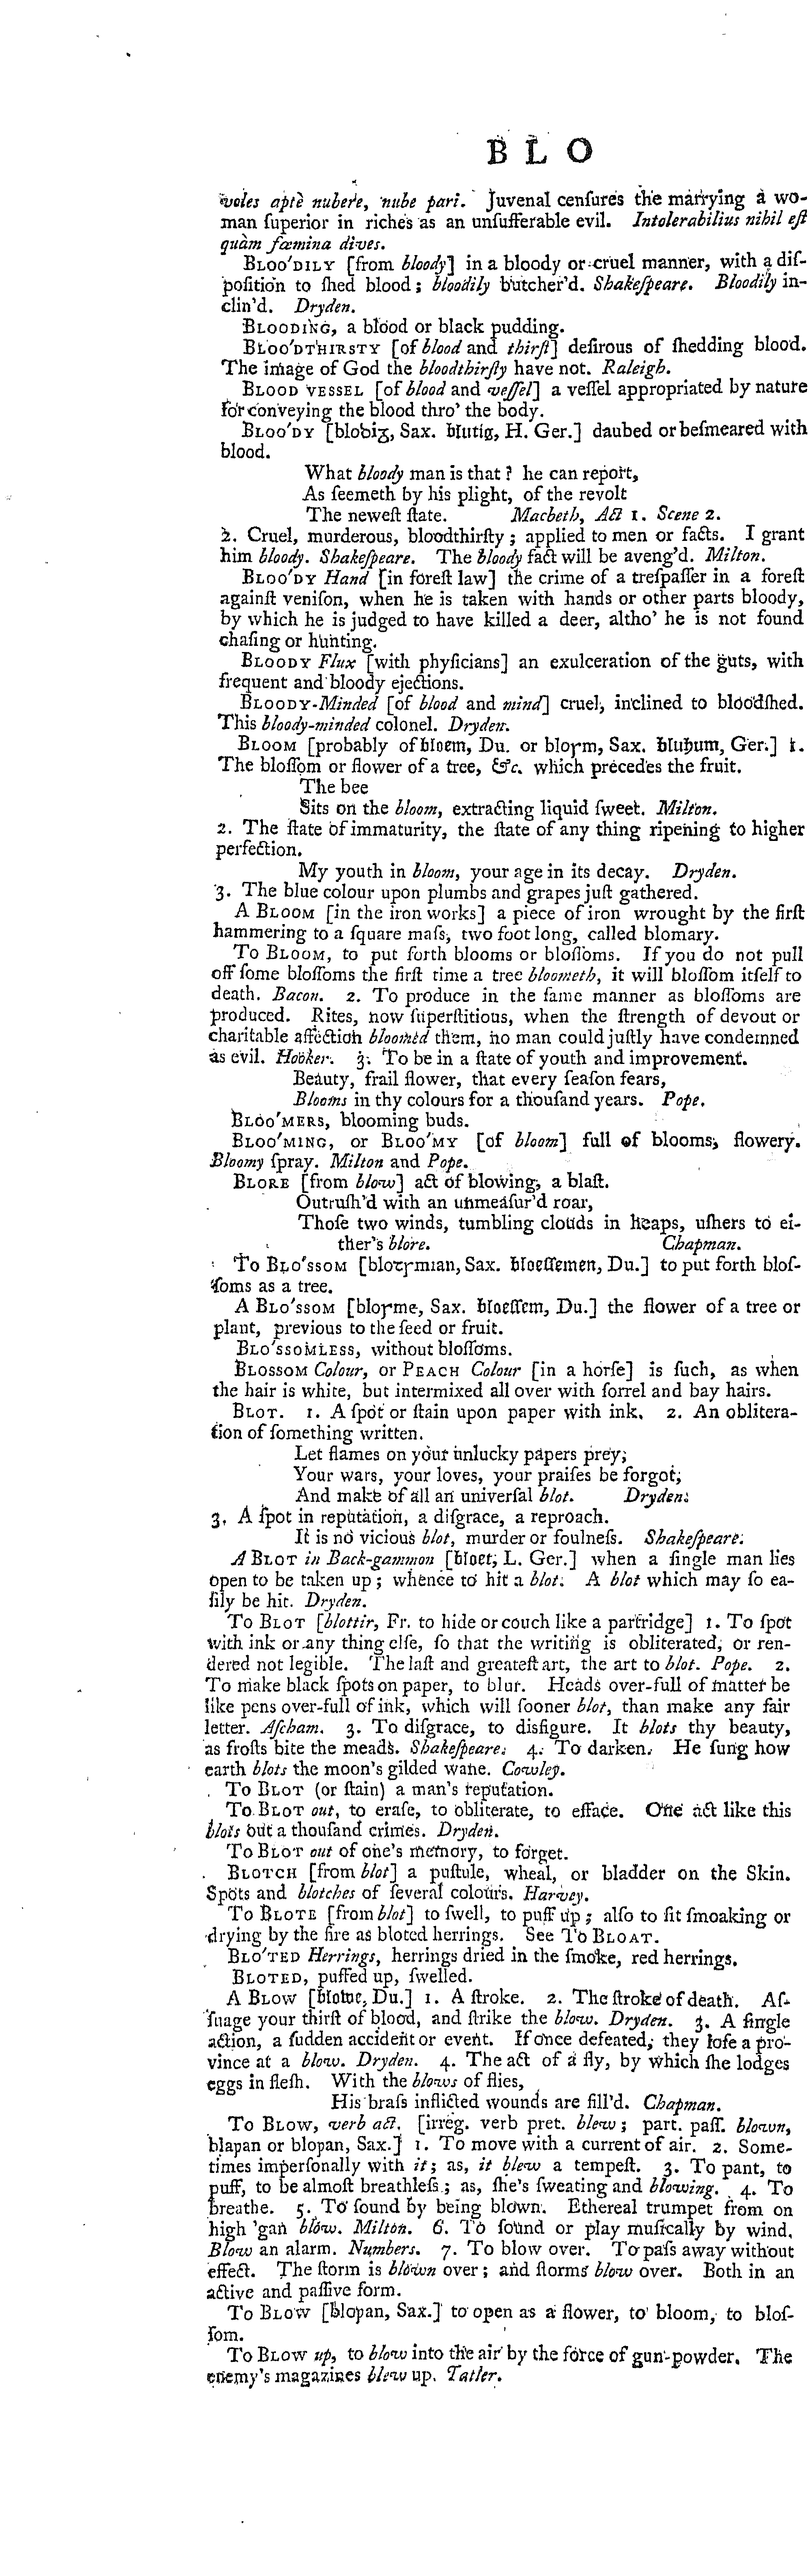 BLO
voles aptè nubere, nube pari. Juvenal cenſures the marrying a wo-
man ſuperior in riches as an unſufferable evil. Intolerabilius nihil eſt
quàm fœmina dives.
BLOO'DILY [from bloody] in a bloody or cruel manner, with a diſ-
poſition to ſhed blood; bloodily butcher'd. Shakeſpeare. Bloodily in-
clin'd. Dryden.
BLOODING, a blood or black pudding.
BLOO'DTHIRSTY [of blood and thirſt] deſirous of ſhedding blood.
The image of God the bloodthirſty have not. Raleigh.
BLOOD VESSEL [of blood and veſſel] a veſſel appropriated by nature
for conveying the blood thro' the body.
BLOO'DY [blodiᵹ, Sax. blutig, H. Ger.] daubed or beſmeared with
blood.
What bloody man is that? he can report,
As ſeemeth by his plight, of the revolt
The neweſt ſtate. Macbeth, Act 1. Scene 2.
2. Cruel, murderous, bloodthirſty; applied to men or facts. I grant
him bloody. Shakeſpeare. The bloody fact will be aveng'd. Milton.
BLOO'DY Hand [in foreſt law] the crime of a treſpaſſer in a foreſt
againſt veniſon, when he is taken with hands or other parts bloody,
by which he is judged to have killed a deer, altho' he is not found
chaſing or hunting.
BLOODY Flux [with phyſicians] an exulceration of the guts, with
frequent and bloody ejections.
BLOODY-Minded [of blood and mind] cruel, inclined to bloodſhed.
This bloody-minded colonel. Dryden.
BLOOM [probably of bloem, Du. or bloꞃm, Sax. Ger.] 1.
The bloſſom or flower of a tree, &c. which precedes the fruit.
The bee
Sits on the bloom, extracting liquid ſweet. Milton.
2. The ſtate of immaturity, the ſtate of any thing ripening to higher
perfection.
My youth in bloom, your age in its decay. Dryden.
3. The blue colour upon plumbs and grapes juſt gathered.
A BLOOM [in the iron works] a piece of iron wrought by the firſt
hammering to a ſquare maſs, two foot long, called blomary.
To BLOOM, to put forth blooms or bloſſoms. If you do not pull
off ſome bloſſoms the firſt time a tree bloometh, it will bloſſom itſelf to
death. Bacon. 2. To produce in the ſame manner as bloſſoms are
produced. Rites, now ſuperſtitious, when the ſtrength of devout or
charitable affection bloomed them, no man could juſtly have condemned
as evil. Hooker. 3. To be in a ſtate of youth and improvement.
Beauty, frail flower, that every ſeaſon fears,
Blooms in thy colours for a thouſand years. Pope.
BLOO'MERS, blooming buds.
BLOO'MING, or BLOO'MY [of bloom] full of blooms, flowery.
Bloomy ſpray. Milton and Pope.
BLORE [from blow] act of blowing, a blaſt.
Outruſh'd with an unmeaſur'd roar,
Thoſe two winds, tumbling clouds in heaps, uſhers to ei-
ther's blore. Chapman.
To BLO'SSOM [Sax. bloeſſemen, Du.] to put forth bloſ-
ſoms as a tree.
A BLO'SSOM [bloꞃme, Sax. bloeſſem, Du.] the flower of a tree or
plant, previous to the ſeed or fruit.
BLO'SSOMLESS, without bloſſoms.
BLOSSOM Colour, or PEACH Colour [in a horſe] is ſuch, as when
the hair is white, but intermixed all over with ſorrel and bay hairs.
BLOT. 1. A ſpot or ſtain upon paper with ink. 2. An oblitera-
tion of ſomething written.
Let flames on your unlucky papers prey;
Your wars, your loves, your praiſes be forgot;
And make of all an univerſal blot. Dryden.
3. A ſpot in reputation, a diſgrace, a reproach.
It is no vicious blot, murder or foulneſs. Shakeſpeare.
A BLOT in Back-gammon [bloet, L. Ger.] when a ſingle man lies
open to be taken up; whence to hit a blot. A blot which may ſo ea-
ſily be hit. Dryden.
To BLOT [blottir, Fr. to hide or couch like a partridge] 1. To ſpot
with ink or any thing elſe, ſo that the writing is obliterated, or ren-
dered not legible. The laſt and greateſt art, the art to blot. Pope. 2.
To make black ſpots on paper, to blur. Heads over-full of matter be
like pens over-full of ink, which will ſooner blot, than make any fair
letter. Aſcham. 3. To diſgrace, to disfigure. It blots thy beauty,
as froſts bite the meads. Shakeſpeare. 4. To darken. He ſung how
earth blots the moon's gilded wane. Cowley.
To BLOT (or ſtain) a man's reputation.
To BLOT out, to eraſe, to obliterate, to efface. One act like this
blots out a thouſand crimes. Dryden.
To BLOT out of one's memory, to forget.
BLOTCH [from blot] a puſtule, wheal, or bladder on the Skin.
Spots and blotches of ſeveral colours. Harvey.
To BLOTE [from blot] to ſwell, to puff up; alſo to ſit ſmoaking or
drying by the fire as bloted herrings. See To BLOAT.
BLO'TED Herrings, herrings dried in the ſmoke, red herrings.
BLOTED, puffed up, ſwelled.
A BLOW [blowe, Du.] 1. A ſtroke. 2. The ſtroke of death. Aſ-
ſuage your thirſt of blood, and ſtrike the blow. Dryden. 3. A ſingle
action, a ſudden accident or event. If once defeated, they loſe a pro-
vince at a blow. Dryden. 4. The act of a fly, by which ſhe lodges
eggs in fleſh. With the blows of flies,
His braſs inflicted wounds are fill'd. Chapman.
To BLOW, verb act. [irreg. verb pret. blew; part. paſſ. blown,
blapan or blopan, Sax.] 1. To move with a current of air. 2. Some-
times imperſonally with it; as, it blew a tempeſt. 3. To pant, to
puff, to be almoſt breathleſs; as, ſhe's ſweating and blowing. 4. To
breathe. 5. To ſound by being blown. Ethereal trumpet from on
high 'gan blow. Milton. 6. To ſound or play muſically by wind.
Blow an alarm. Numbers. 7. To blow over. To paſs away without
effect. The ſtorm is blown over; and ſtorms blow over. Both in an
active and paſſive form.
To BLOW [blopan, Sax.] to open as a flower, to bloom, to bloſ-
ſom.
To BLOW up, to blow into the air by the force of gun-powder. The
enemy's magazines blew up. Tatler.